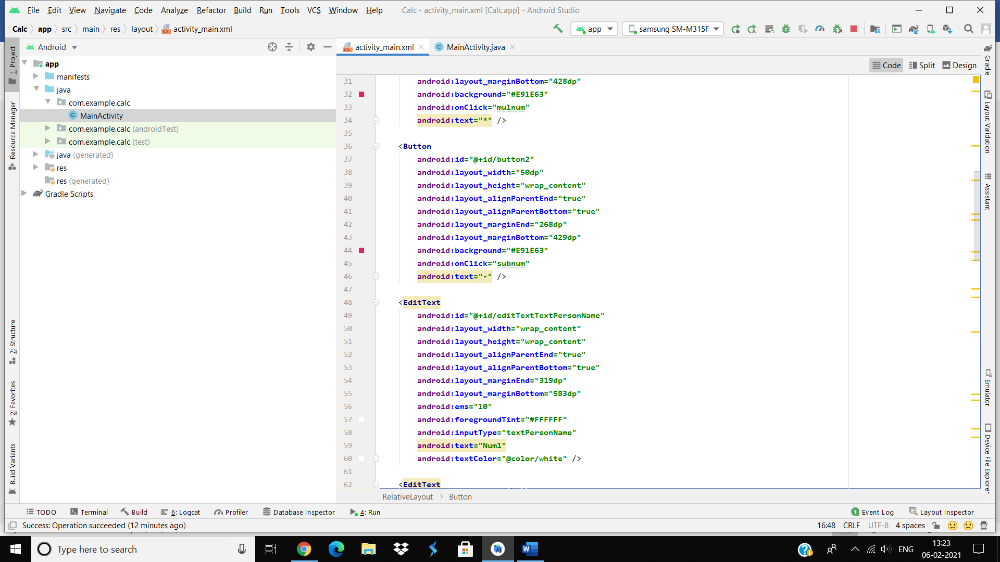 File Edit View Navigate Code Analyze Refactor Build Run Tools VCS Window Help Calc - activity_main.xml [Calc.app] - Android Studio
Calc app src main res layout activity_main.xml app samsung SM-M315F
Android
activity_main.xml MainActivity.java
Code Split Design
1: Project
Resource Manager
7: Structure
2: Favorites
Build Variants
app
manifests
java
com.example.calc
MainActivity
com.example.calc (androidTest)
com.example.calc (test)
java (generated)
res
res (generated)
Gradle Scripts
31 android:layout_marginBottom="428dp"
32 android:background="#E91E63"
33 android:onClick="mulnum"
34 android:text="*" />
35
36 <Button
37 android:id="@+id/button2"
38 android:layout_width="50dp"
39 android:layout_height="wrap_content"
40 android:layout_alignParentEnd="true"
41 android:layout_alignParentBottom="true"
42 android:layout_marginEnd="268dp"
43 android:layout_marginBottom="429dp"
44 android:background="#E91E63"
45 android:onClick="subnum"
46 android:text="-" />
47
48 <EditText
49 android:id="@+id/editTextTextPersonName"
50 android:layout_width="wrap_content"
51 android:layout_height="wrap_content"
52 android:layout_alignParentEnd="true"
53 android:layout_alignParentBottom="true"
54 android:layout_marginEnd="319dp"
55 android:layout_marginBottom="583dp"
56 android:ems="10"
57 android:foregroundTint="#FFFFFF"
58 android:inputType="textPersonName"
59 android:text="Num1"
60 android:textColor="@color/white" />
61
62 <EditText
RelativeLayout Button
Gradle
Layout Validation
Assistant
Emulator
Device File Explorer
TODO Terminal Build 6: Logcat Profiler Database Inspector 4: Run 1 Event Log Layout Inspector
Success: Operation succeeded (12 minutes ago) 16:48 CRLF UTF-8 4 spaces
Type here to search ENG 13:23
06-02-2021